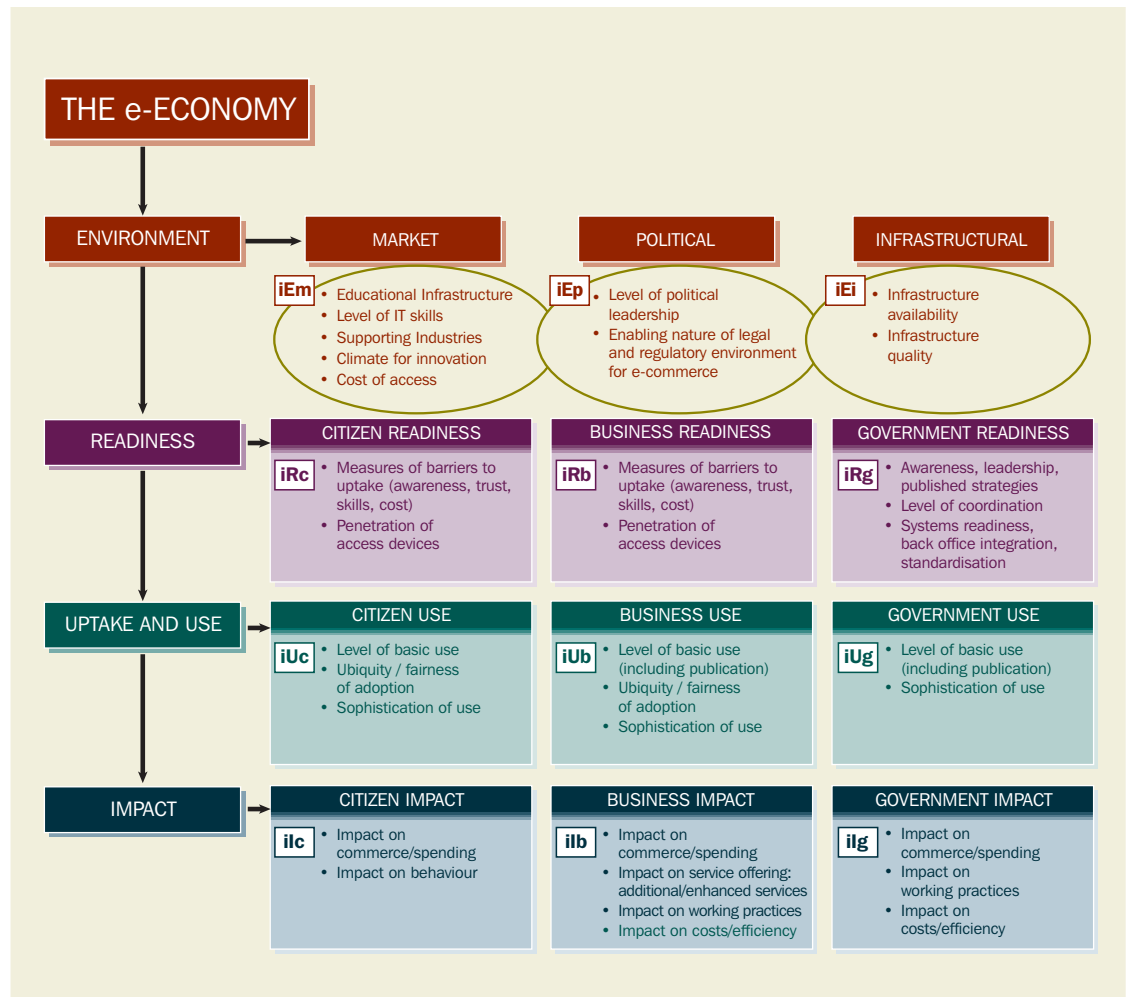 THE e-ECONOMY
ENVIRONMENT
MARKET
POLITICAL
INFRASTRUCTURAL
iEm
• Educational Infrastructure
• Level of IT skills
• Supporting Industries
• Climate for innovation
• Cost of access
iEp
• Level of political
leadership
• Enabling nature of legal
and regulatory environment
for e-commerce
iEi
• Infrastructure
availability
• Infrastructure
quality
READINESS
CITIZEN READINESS
iRc
• Measures of barriers to
uptake (awareness, trust,
skills, cost)
• Penetration of
access devices
BUSINESS READINESS
iRb
• Measures of barriers to
uptake (awareness, trust,
skills, cost)
• Penetration of
access devices
GOVERNMENT READINESS
iRg
• Awareness, leadership,
published strategies
• Level of coordination
• Systems readiness,
back office integration,
standardisation
UPTAKE AND USE
CITIZEN USE
iUc
• Level of basic use
• Ubiquity / fairness
of adoption
• Sophistication of use
BUSINESS USE
iUb
• Level of basic use
(including publication)
• Ubiquity / fairness
of adoption
• Sophistication of use
GOVERNMENT USE
iUg
• Level of basic use
(including publication)
• Sophistication of use
IMPACT
CITIZEN IMPACT
iIc
• Impact on
commerce/spending
• Impact on behaviour
BUSINESS IMPACT
iIb
• Impact on
commerce/spending
• Impact on service offering:
additional/enhanced services
• Impact on working practices
• Impact on costs/efficiency
GOVERNMENT IMPACT
iIg
• Impact on
commerce/spending
• Impact on
working practices
• Impact on
costs/efficiency